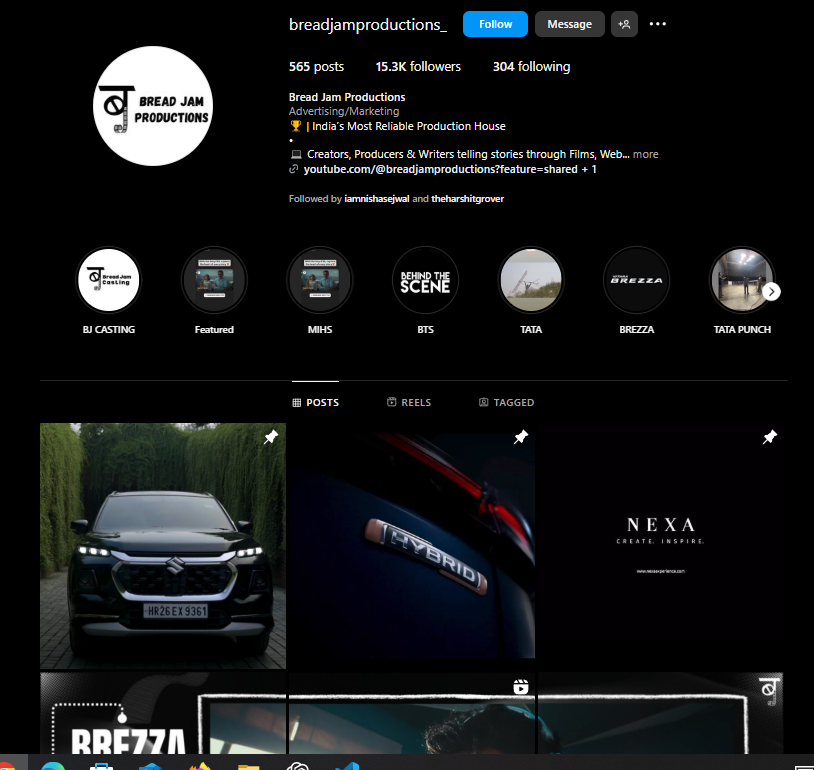 breadjamproductions_ Follow Message
565 posts 15.3K followers 304 following
BREAD JAM
PRODUCTIONS
Bread Jam Productions
Advertising/Marketing
🏆 | India's Most Reliable Production House
•
💻 Creators, Producers & Writers telling stories through Films, Web... more
youtube.com/@breadjamproductions?feature=shared + 1
Followed by iamnishasejwal and theharshitgrover
Bread Jam
Casting
BEHIND THE
SCENE
BREZZA
BJ CASTING Featured MIHS BTS TATA BREZZA TATA PUNCH
POSTS REELS TAGGED
HR26EX9361
HYBRID
NEXA
CREATE. INSPIRE.
www.nexaexperience.com
BREZZA